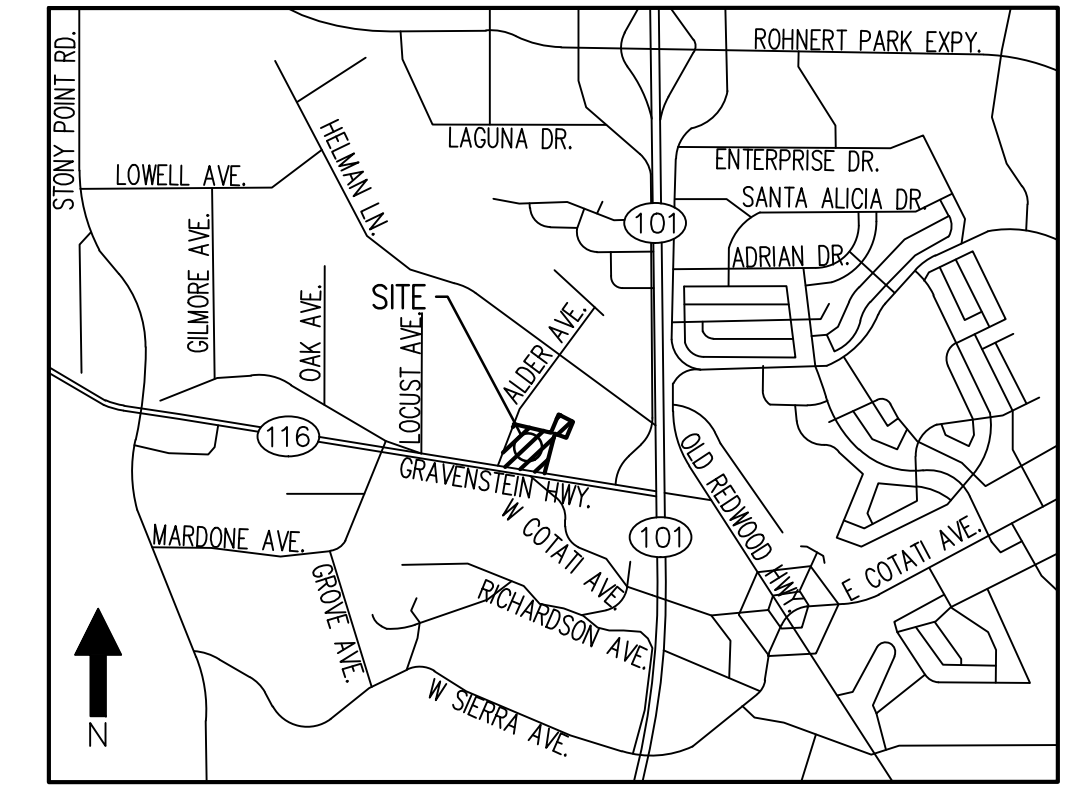 ROHNERT PARK EXPY.
STONY POINT RD.
LAGUNA DR.
HELMAN LN.
ENTERPRISE DR.
LOWELL AVE.
SANTA ALICIA DR.
101
ADRIAN DR.
GILMORE AVE.
SITE
OAK AVE.
LOCUST AVE.
ALDER AVE.
116
GRAVENSTEIN HWY.
OLD REDWOOD HWY.
W COTATI AVE.
101
MARDONE AVE.
E COTATI AVE.
GROVE AVE.
RICHARDSON AVE.
W SIERRA AVE.
N